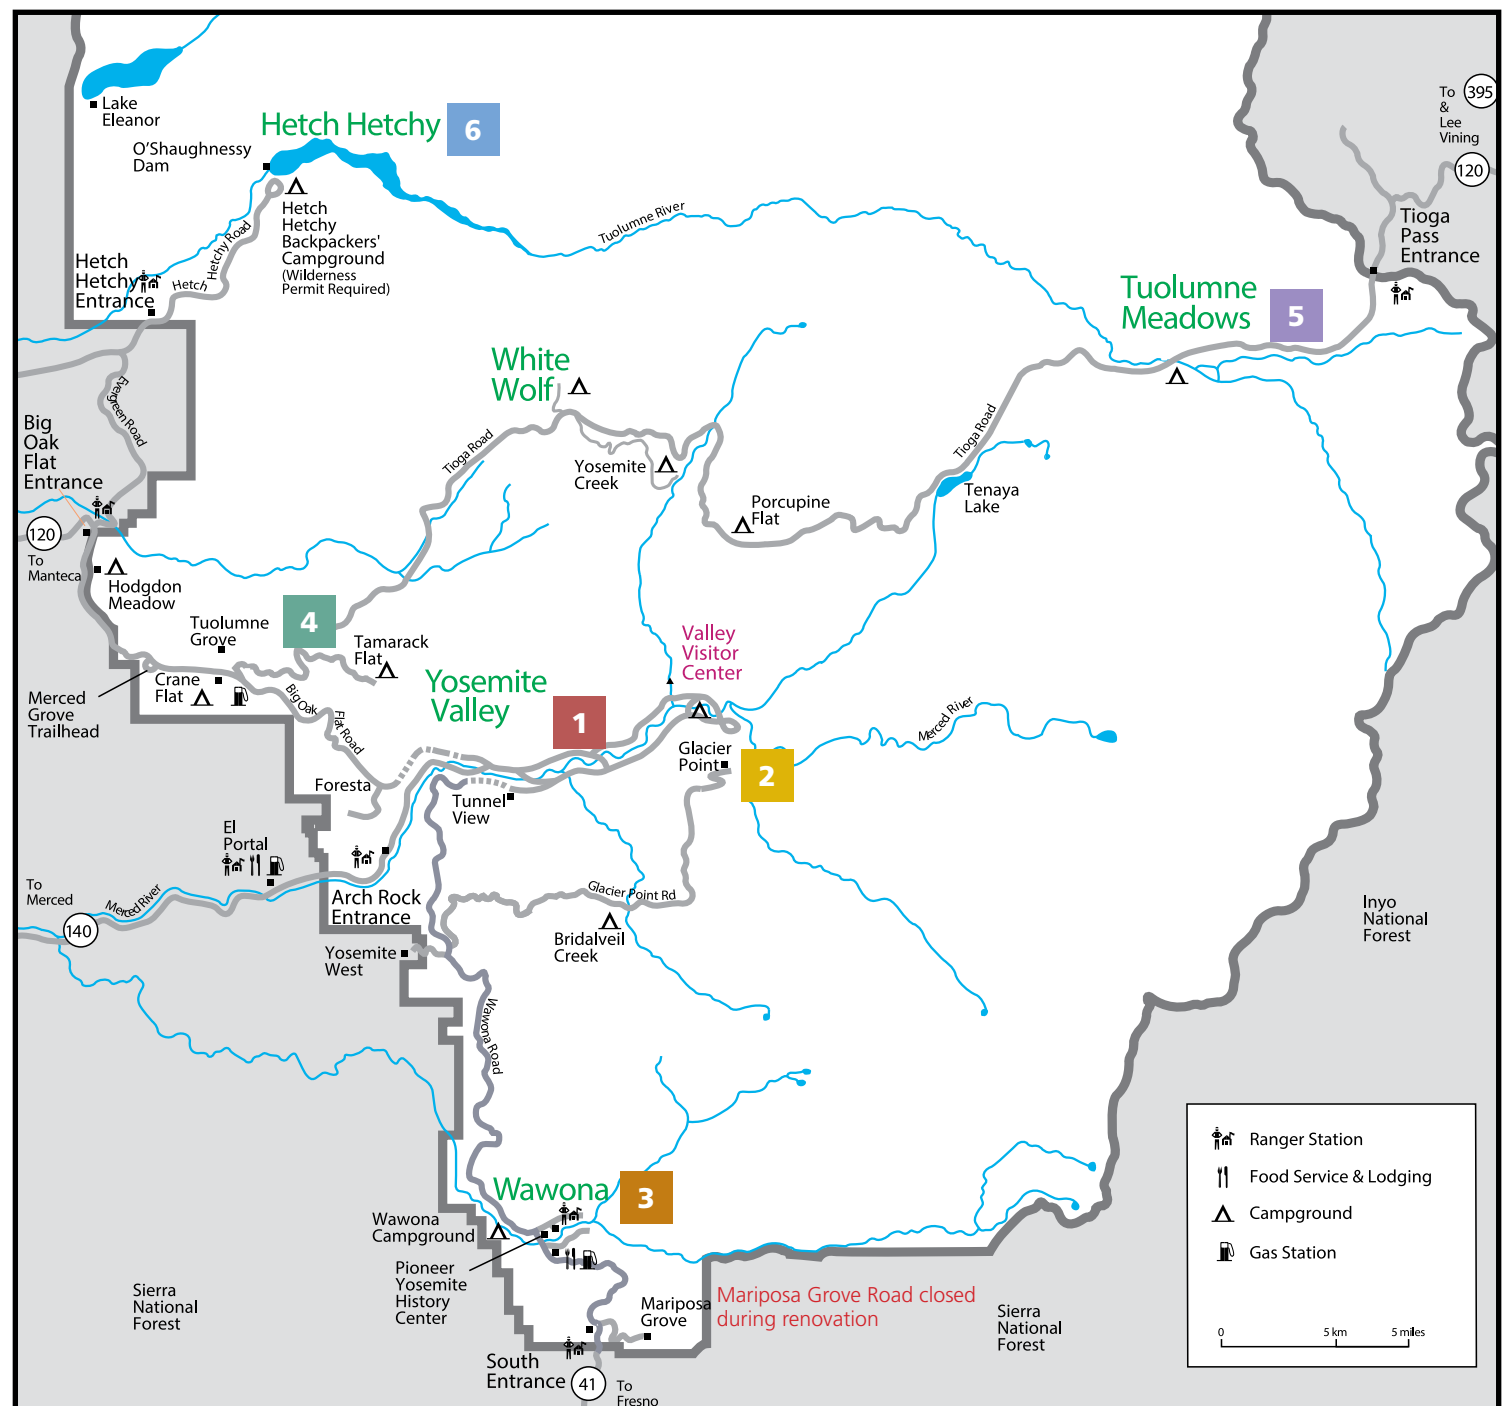 Lake
Eleanor
Hetch Hetchy
6
O'Shaughnessy
Dam
To
395
&
Lee
Vining
120
Hetch
Hetchy
Backpackers'
Campground
(Wilderness
Permit Required)
Tuolumne River
Tioga
Pass
Entrance
Hetch
Hetchy
Entrance
Hetch
Hetchy Road
Tuolumne
Meadows
5
White
Wolf
Evergreen Road
Big
Oak
Flat
Entrance
Tioga Road
Tioga Road
Yosemite
Creek
Porcupine
Flat
Tenaya
Lake
120
To
Manteca
Hodgdon
Meadow
4
Tuolumne
Grove
Tamarack
Flat
Valley
Visitor
Center
Crane
Flat
Merced
Grove
Trailhead
Big Oak
Flat Road
Yosemite
Valley
1
Merced River
Glacier
Point
2
Foresta
Tunnel
View
El
Portal
To
Merced
Merced River
140
Arch Rock
Entrance
Glacier Point Rd
Bridalveil
Creek
Yosemite
West
Inyo
National
Forest
Wawona Road
Wawona
3
Wawona
Campground
Pioneer
Yosemite
History
Center
Mariposa
Grove
Mariposa Grove Road closed
during renovation
Sierra
National
Forest
Sierra
National
Forest
South
Entrance
41
To
Fresno
Ranger Station
Food Service & Lodging
Campground
Gas Station
0
5 km
5 miles